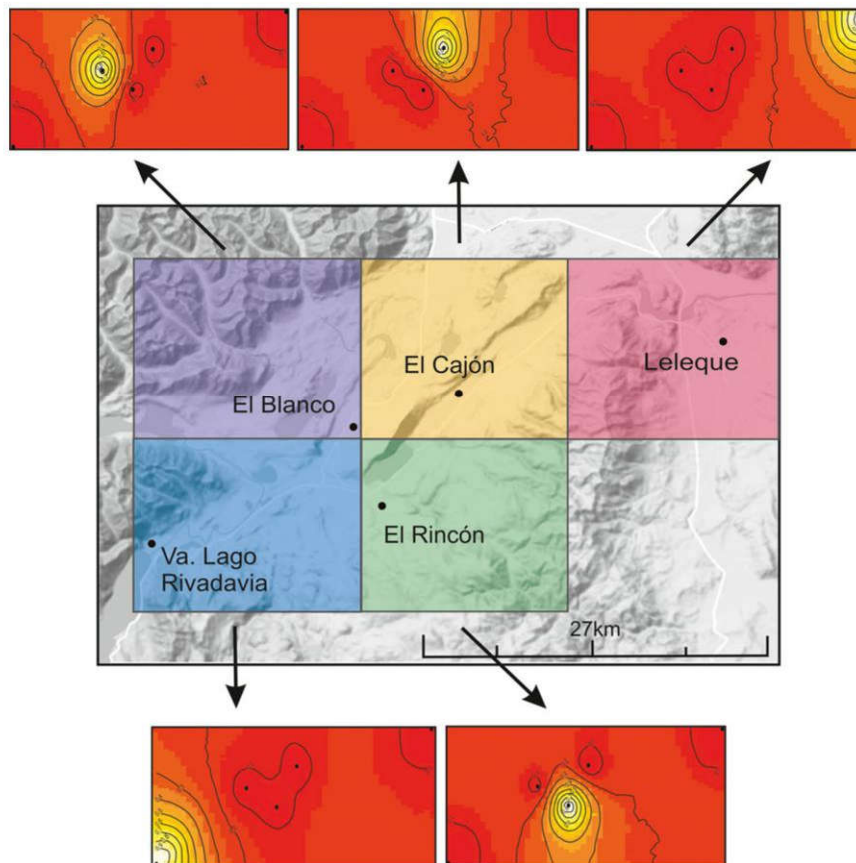 El Cajón
Leleque
El Blanco
El Rincón
Va. Lago
Rivadavia
27km